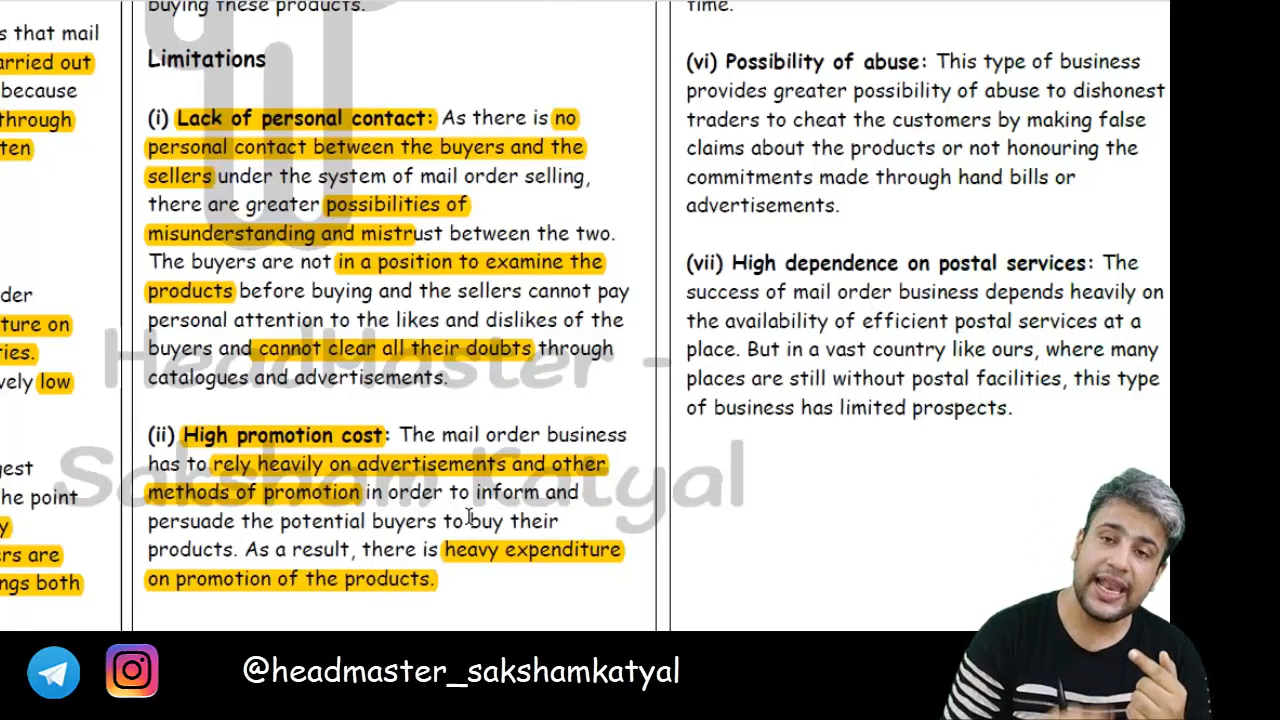 s that mail
arried out
because
through
ten
der
ture on
ies.
vely low
gest
he point
y
ers are
ngs both
buying these products.
Limitations
(i) Lack of personal contact: As there is no
personal contact between the buyers and the
sellers under the system of mail order selling,
there are greater possibilities of
misunderstanding and mistrust between the two.
The buyers are not in a position to examine the
products before buying and the sellers cannot pay
personal attention to the likes and dislikes of the
buyers and cannot clear all their doubts through
catalogues and advertisements.
(ii) High promotion cost: The mail order business
has to rely heavily on advertisements and other
methods of promotion in order to inform and
persuade the potential buyers to buy their
products. As a result, there is heavy expenditure
on promotion of the products.
time.
(vi) Possibility of abuse: This type of business
provides greater possibility of abuse to dishonest
traders to cheat the customers by making false
claims about the products or not honouring the
commitments made through hand bills or
advertisements.
(vii) High dependence on postal services: The
success of mail order business depends heavily on
the availability of efficient postal services at a
place. But in a vast country like ours, where many
places are still without postal facilities, this type
of business has limited prospects.
HeadMaster -
Saksham Katyal
@headmaster_sakshamkatyal